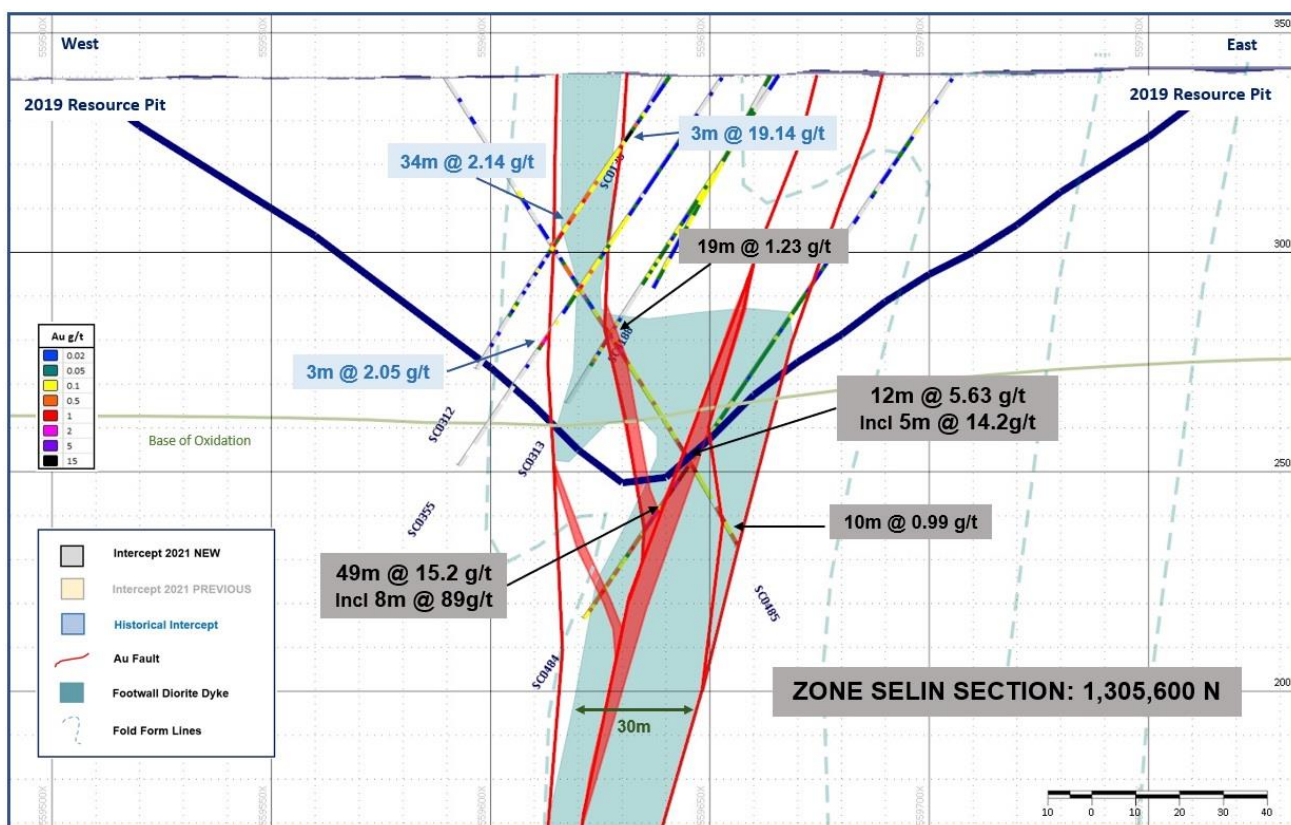 West
East
350
2019 Resource Pit
2019 Resource Pit
3m @ 19.14 g/t
34m @ 2.14 g/t
19m @ 1.23 g/t
300
Au g/t
0.02
0.05
0.1
0.5
1
2
5
15
3m @ 2.05 g/t
12m @ 5.63 g/t
Incl 5m @ 14.2g/t
SC0312
Base of Oxidation
SC0313
250
SC0355
10m @ 0.99 g/t
49m @ 15.2 g/t
Incl 8m @ 89g/t
SC0485
SC0484
Intercept 2021 NEW
Intercept 2021 PREVIOUS
Historical Intercept
Au Fault
Footwall Diorite Dyke
Fold Form Lines
ZONE SELIN SECTION: 1,305,600 N
200
30m
10 0 10 20 30 40